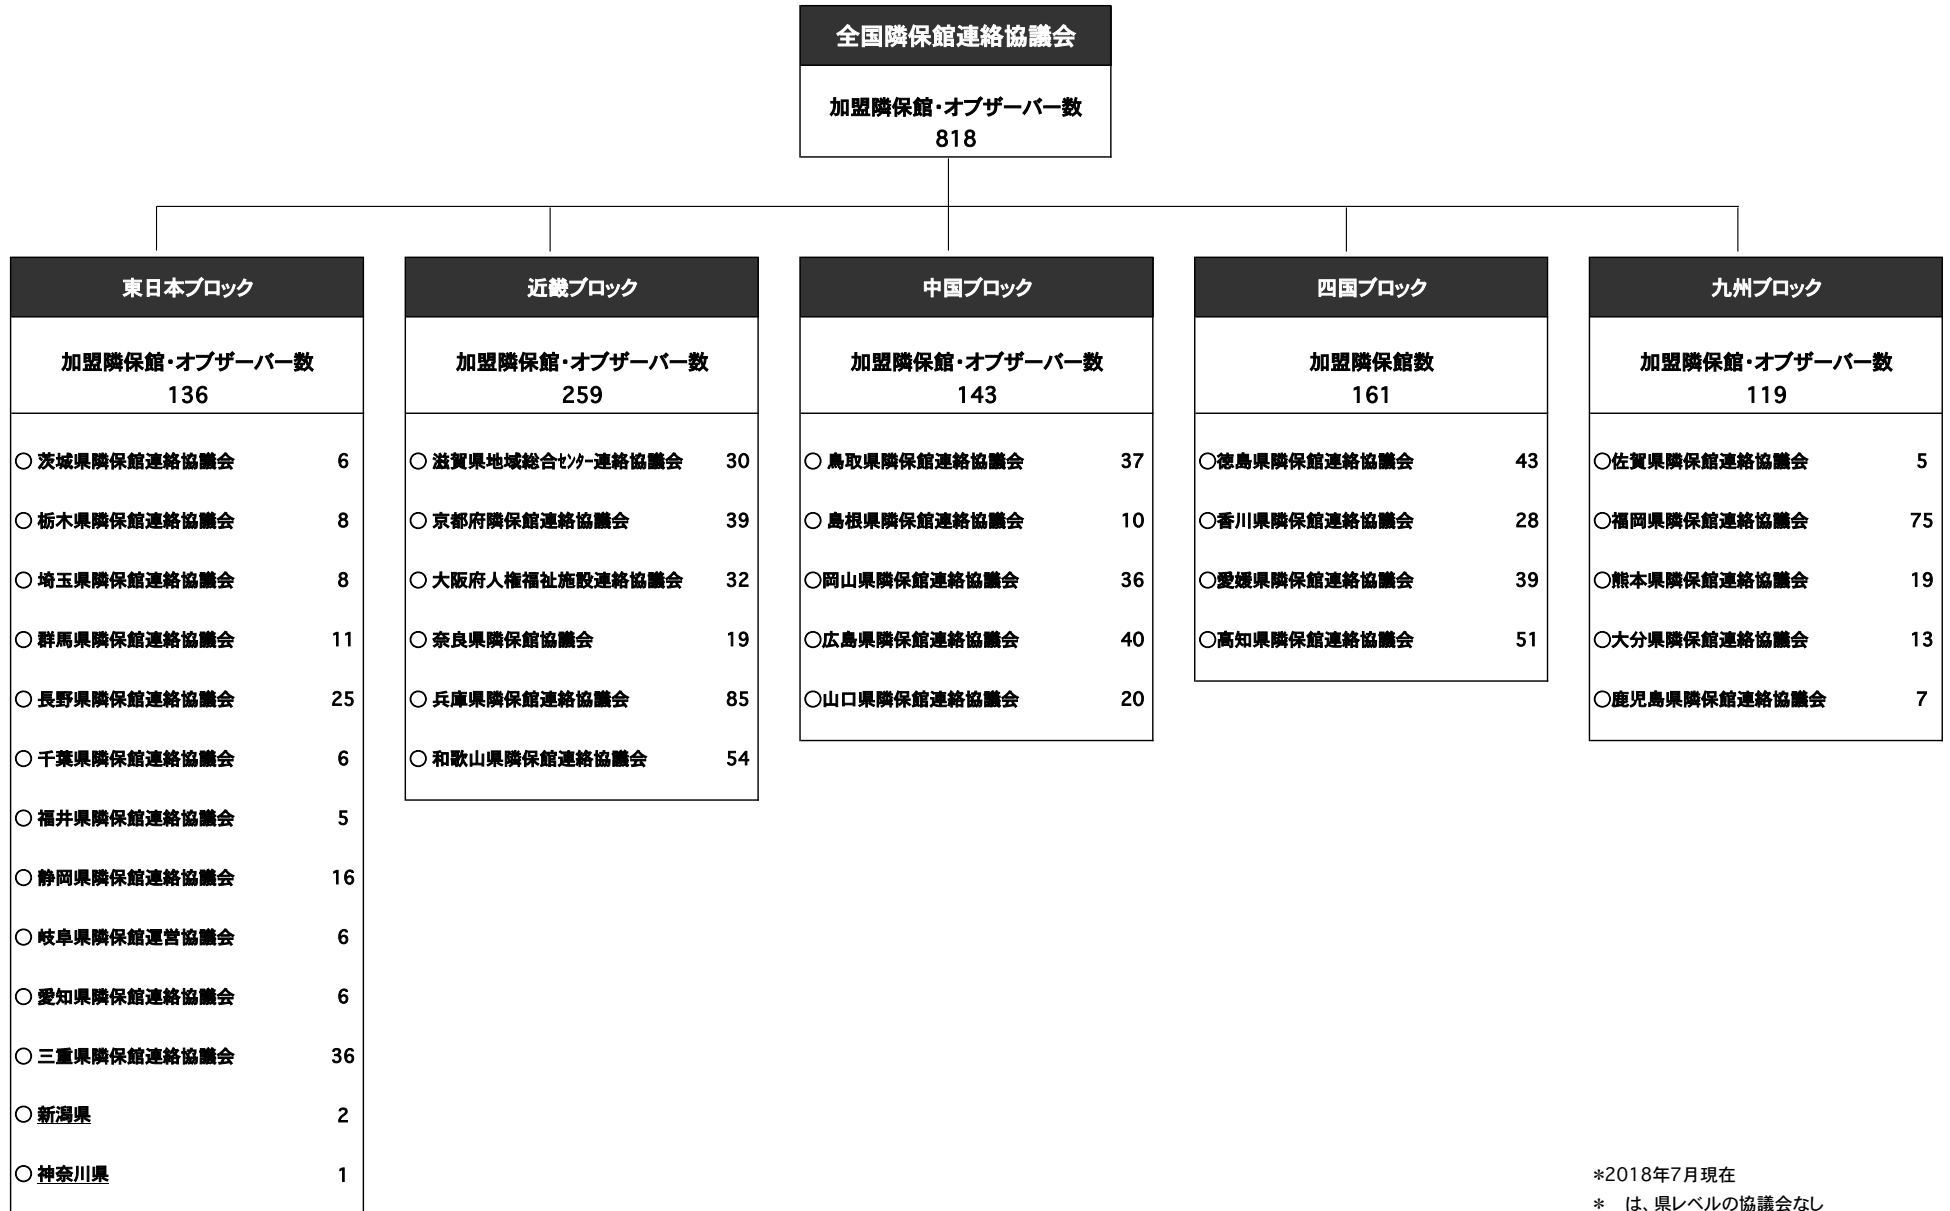 全国隣保館連絡協議会
加盟隣保館・オブザーバー数
818
東日本ブロック
加盟隣保館・オブザーバー数
136
○ 茨城県隣保館連絡協議会 6
○ 栃木県隣保館連絡協議会 8
○ 埼玉県隣保館連絡協議会 8
○ 群馬県隣保館連絡協議会 11
○ 長野県隣保館連絡協議会 25
○ 千葉県隣保館連絡協議会 6
○ 福井県隣保館連絡協議会 5
○ 静岡県隣保館連絡協議会 16
○ 岐阜県隣保館運営協議会 6
○ 愛知県隣保館連絡協議会 6
○ 三重県隣保館連絡協議会 36
○ 新潟県 2
○ 神奈川県 1
近畿ブロック
加盟隣保館・オブザーバー数
259
○ 滋賀県地域総合ｾﾝﾀｰ連絡協議会 30
○ 京都府隣保館連絡協議会 39
○ 大阪府人権福祉施設連絡協議会 32
○ 奈良県隣保館協議会 19
○ 兵庫県隣保館連絡協議会 85
○ 和歌山県隣保館連絡協議会 54
中国ブロック
加盟隣保館・オブザーバー数
143
○ 鳥取県隣保館連絡協議会 37
○ 島根県隣保館連絡協議会 10
○岡山県隣保館連絡協議会 36
○広島県隣保館連絡協議会 40
○山口県隣保館連絡協議会 20
四国ブロック
加盟隣保館数
161
○徳島県隣保館連絡協議会 43
○香川県隣保館連絡協議会 28
○愛媛県隣保館連絡協議会 39
○高知県隣保館連絡協議会 51
九州ブロック
加盟隣保館・オブザーバー数
119
○佐賀県隣保館連絡協議会 5
○福岡県隣保館連絡協議会 75
○熊本県隣保館連絡協議会 19
○大分県隣保館連絡協議会 13
○鹿児島県隣保館連絡協議会 7
*2018年7月現在
*　は、県レベルの協議会なし